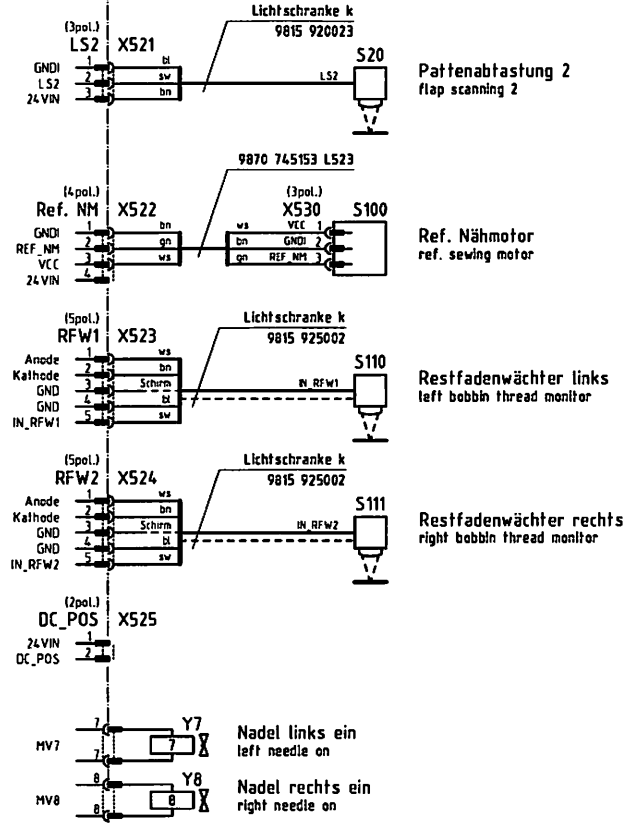 Lichtschranke k
9815 920023
(3pol.)
LS2 X521
S20
GNDI 1 bl
LS2 2 sw LS2
24VIN 3 bn
Pattenabtastung 2
flap scanning 2
9870 745153 LS23
(4pol.) (3pol.)
Ref. NM X522 X530 S100
GNDI 1 bn ws VCC 1
REF_NM 2 gn bn GNDI 2
VCC 3 ws gn REF_NM 3
24VIN 4
Ref. Nähmotor
ref. sewing motor
Lichtschranke k
9815 925002
(5pol.)
RFW1 X523
S110
Anode 1 ws
Kathode 2 bn
GND 3 Schirm IN_RFW1
GND 4 bl
IN_RFW1 5 sw
Restfadenwächter links
left bobbin thread monitor
Lichtschranke k
9815 925002
(5pol.)
RFW2 X524
S111
Anode 1 ws
Kathode 2 bn
GND 3 Schirm IN_RFW2
GND 4 bl
IN_RFW2 5 sw
Restfadenwächter rechts
right bobbin thread monitor
(2pol.)
DC_POS X525
24VIN 1
DC_POS 2
7 Y7
MV7 7
7
Nadel links ein
left needle on
8 Y8
MV8 8
8
Nadel rechts ein
right needle on